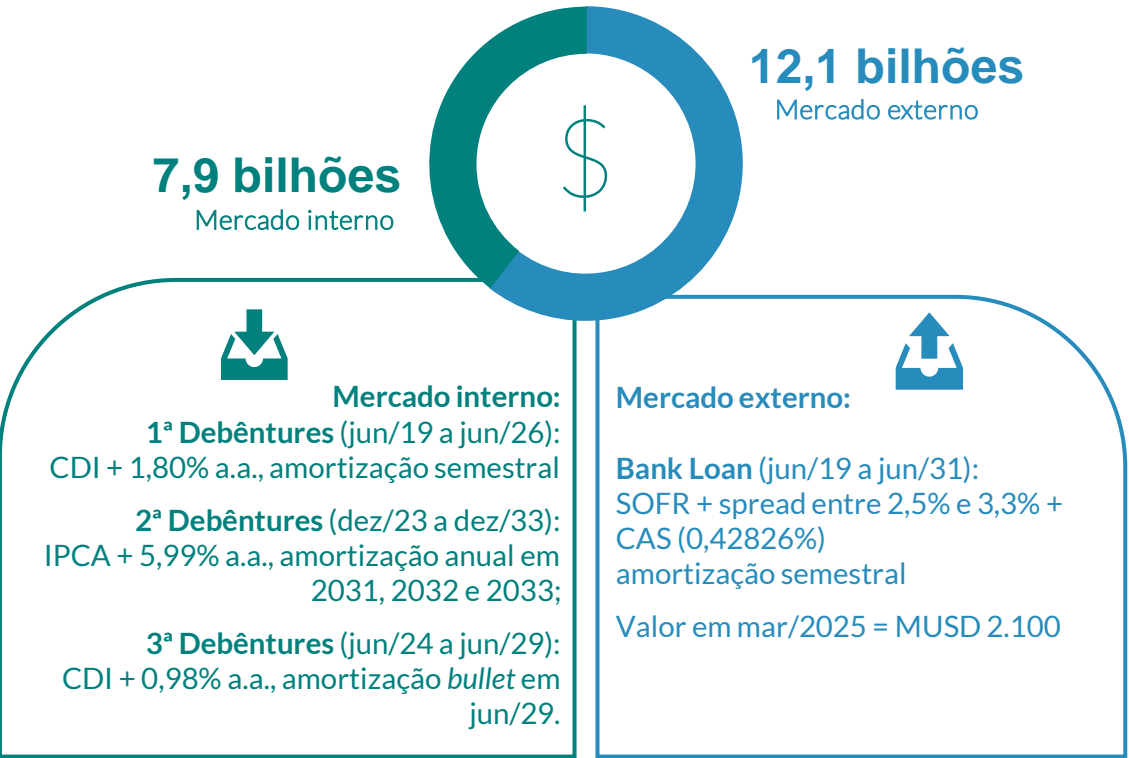 12,1 bilhões
Mercado externo
$
7,9 bilhões
Mercado interno
Mercado interno:
1ª Debêntures (jun/19 a jun/26):
CDI + 1,80% a.a., amortização semestral
2ª Debêntures (dez/23 a dez/33):
IPCA + 5,99% a.a., amortização anual em
2031, 2032 e 2033;
3ª Debêntures (jun/24 a jun/29):
CDI + 0,98% a.a., amortização bullet em
jun/29.
Mercado externo:
Bank Loan (jun/19 a jun/31):
SOFR + spread entre 2,5% e 3,3% +
CAS (0,42826%)
amortização semestral
Valor em mar/2025 = MUSD 2.100